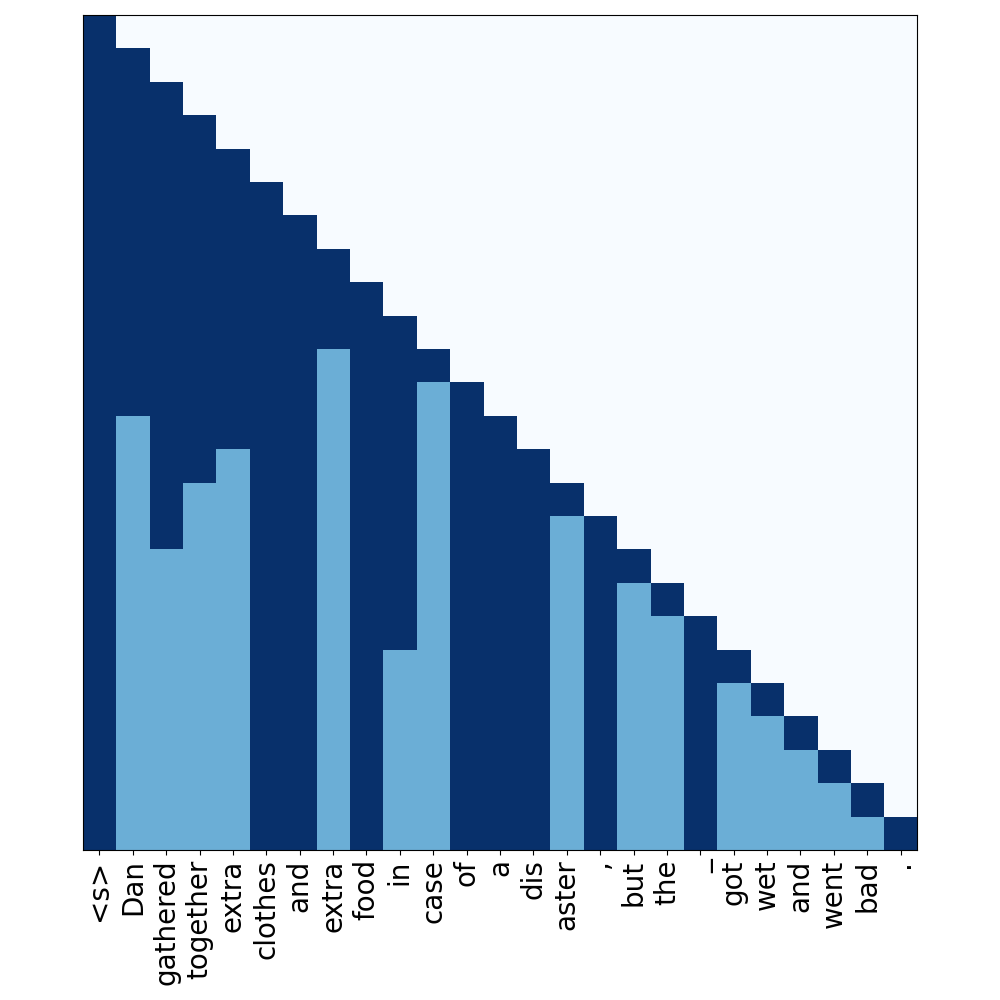 <s> Dan gathered together extra clothes and extra food in case of a dis aster , but the _ got wet and and went bad .